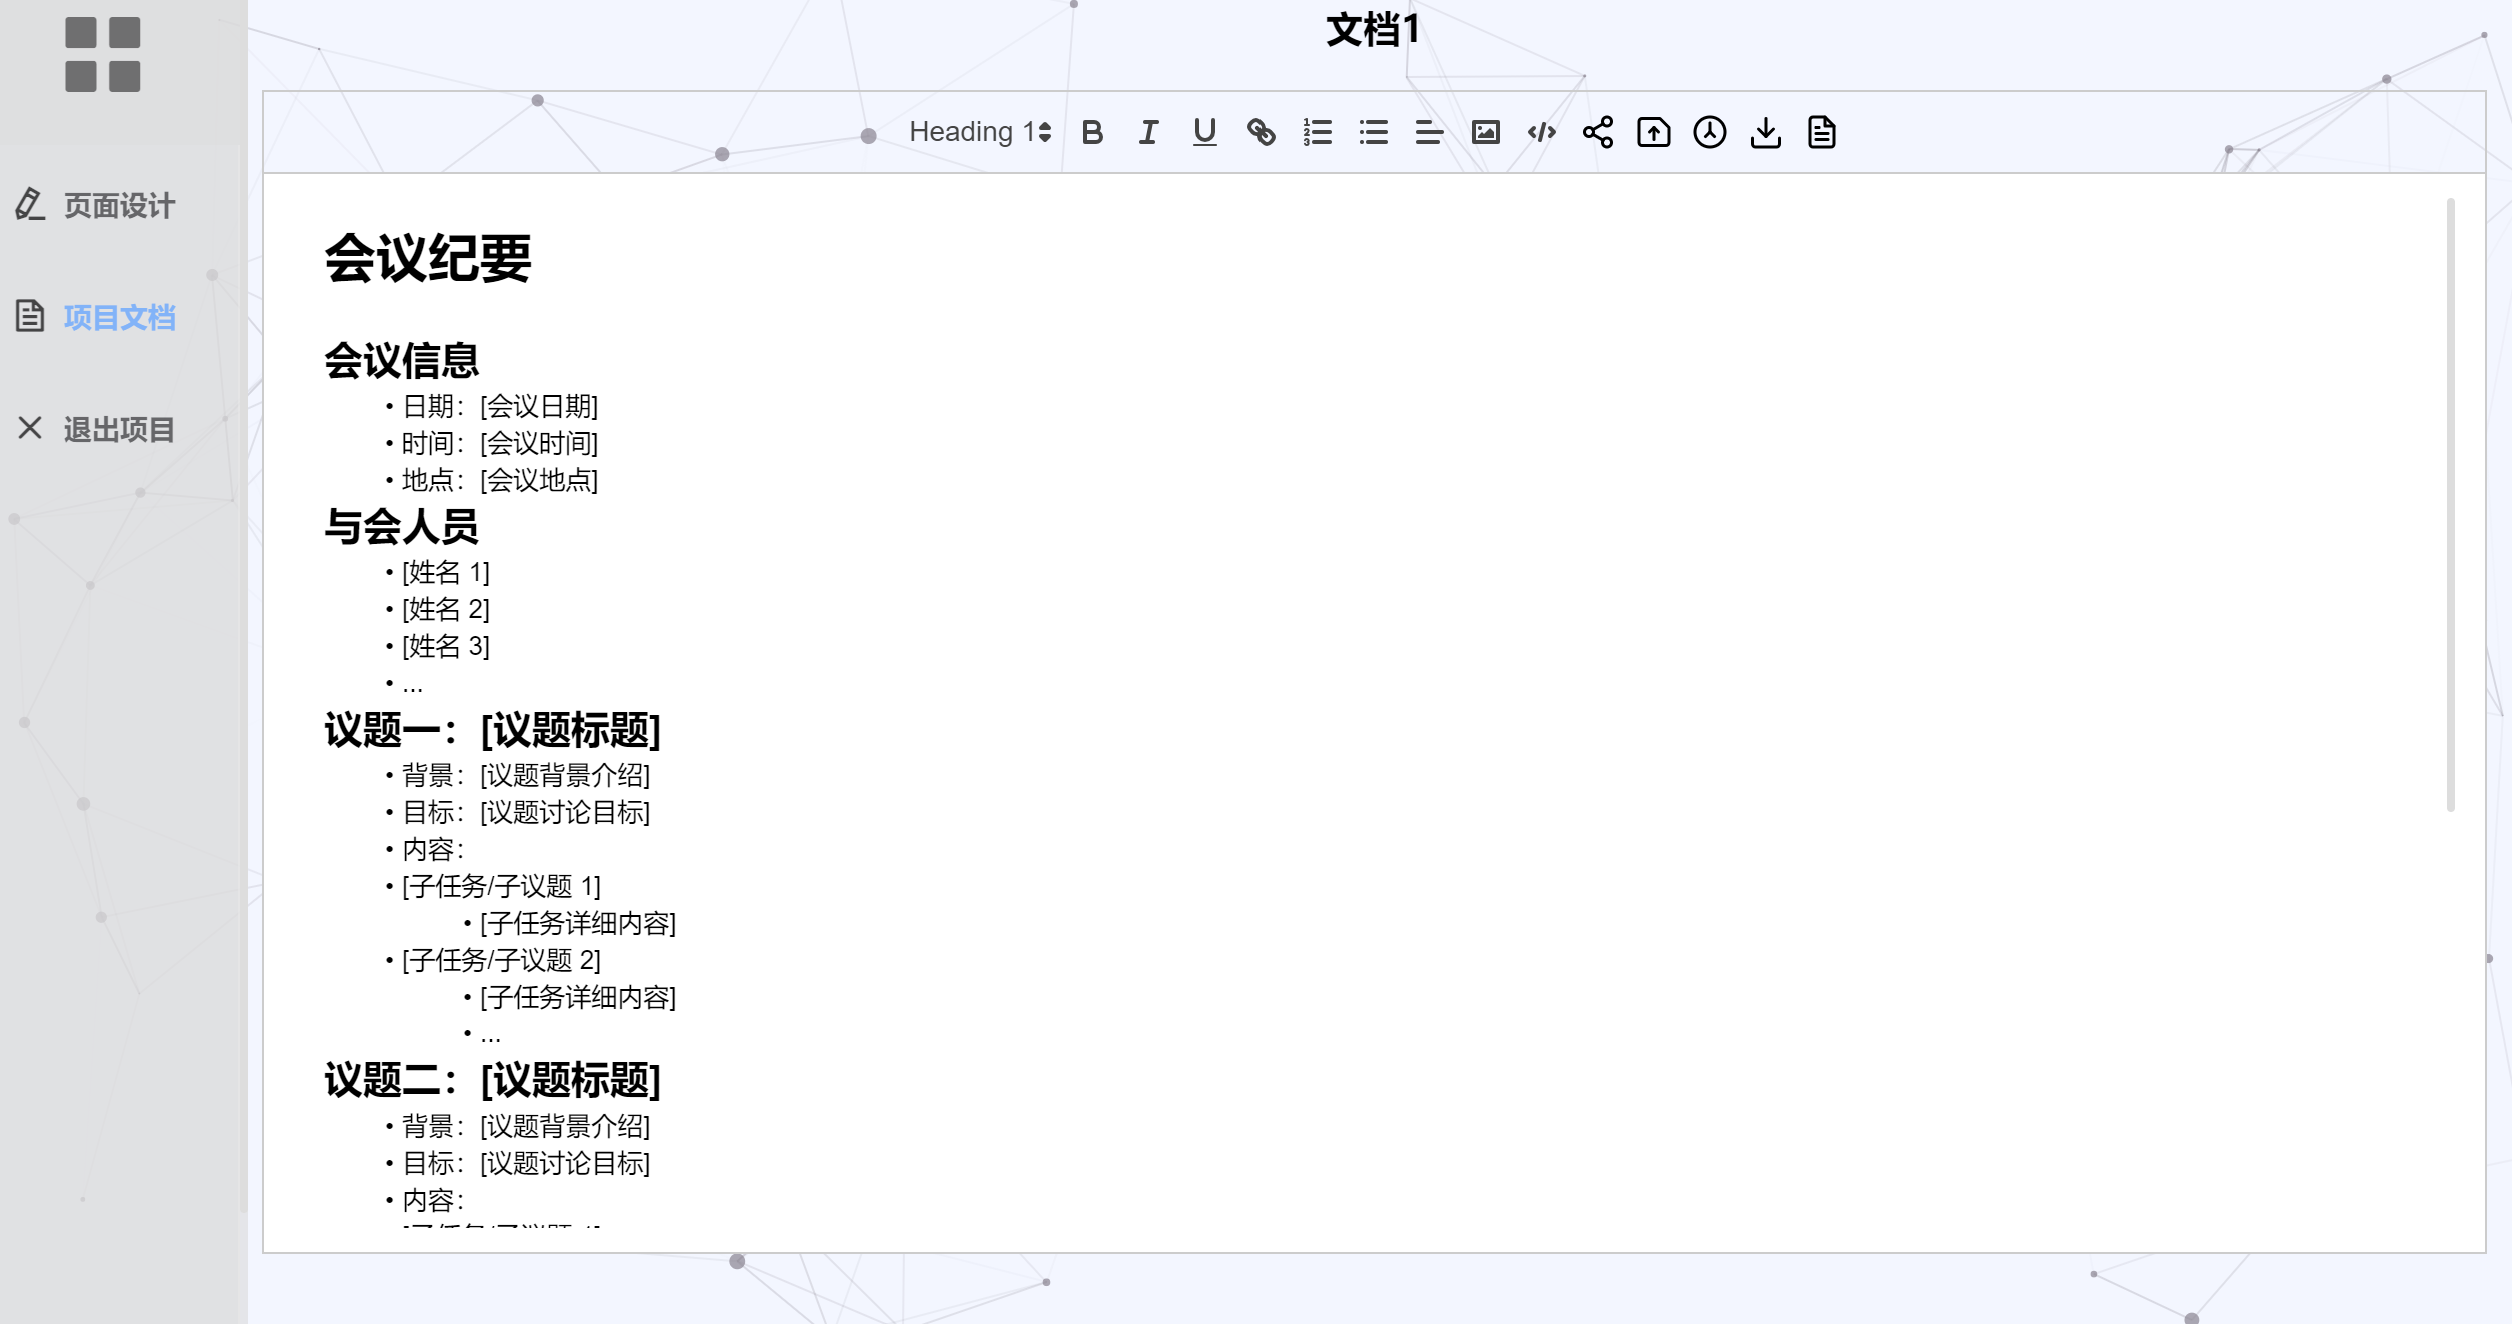 文档1
Heading 1
页面设计
项目文档
退出项目
会议纪要
会议信息
• 日期：[会议日期]
• 时间：[会议时间]
• 地点：[会议地点]
与会人员
• [姓名 1]
• [姓名 2]
• [姓名 3]
• ...
议题一：[议题标题]
• 背景：[议题背景介绍]
• 目标：[议题讨论目标]
• 内容：
• [子任务/子议题 1]
• [子任务详细内容]
• [子任务/子议题 2]
• [子任务详细内容]
• ...
议题二：[议题标题]
• 背景：[议题背景介绍]
• 目标：[议题讨论目标]
• 内容：